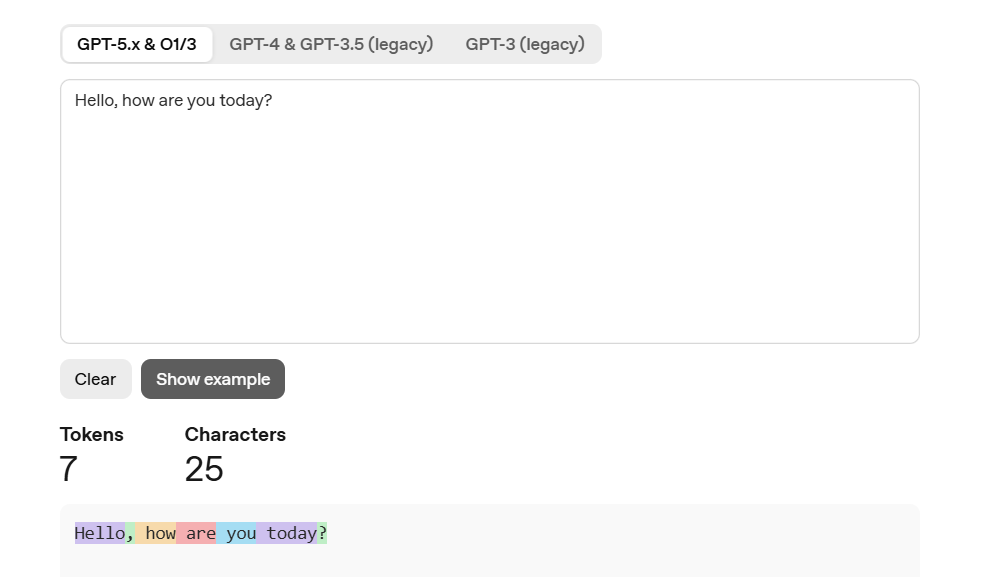 GPT-5.x & O1/3 GPT-4 & GPT-3.5 (legacy) GPT-3 (legacy)
Hello, how are you today?
Clear Show example
Tokens Characters
7 25
Hello, how are you today?